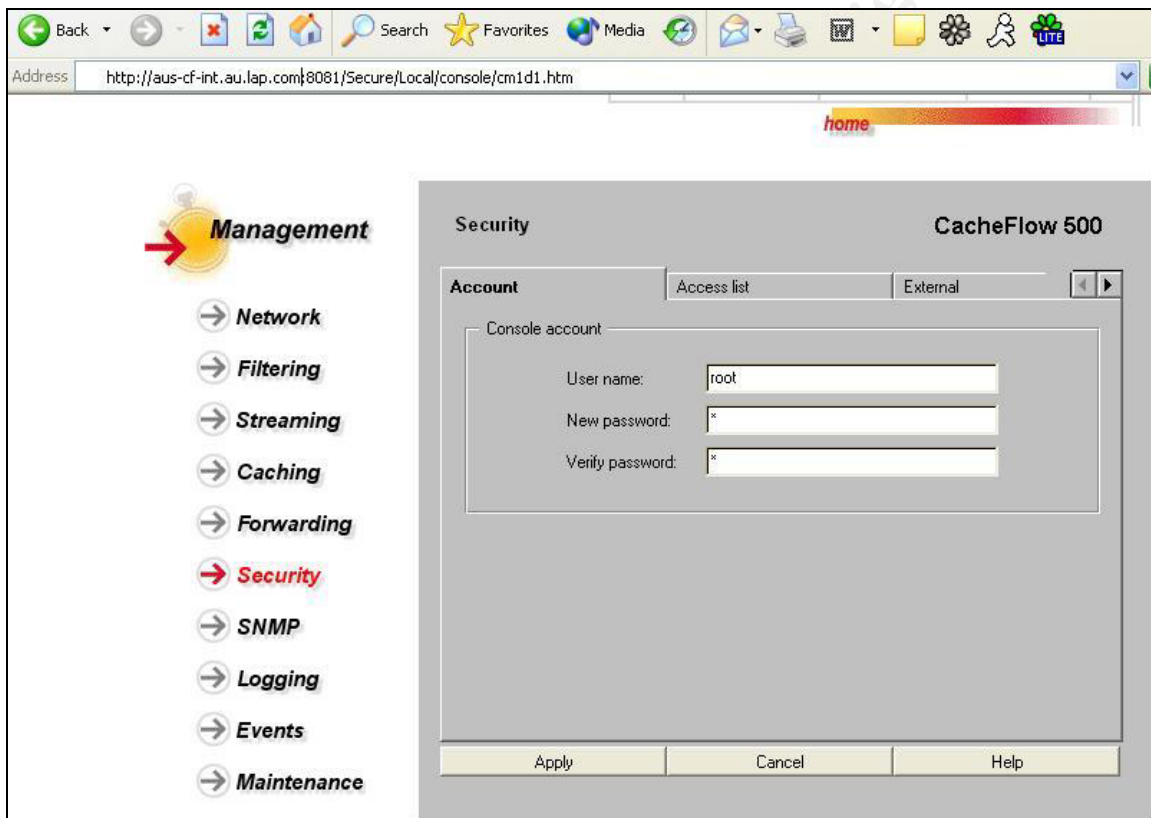 Back Search Favorites Media W LITE
Address http://aus-cf-int.au.lap.com:8081/Secure/Local/console/cm1d1.htm
home
Management
Network
Filtering
Streaming
Caching
Forwarding
Security
SNMP
Logging
Events
Maintenance
Security CacheFlow 500
Account Access list External
Console account
User name: root
New password: *
Verify password: *
Apply Cancel Help